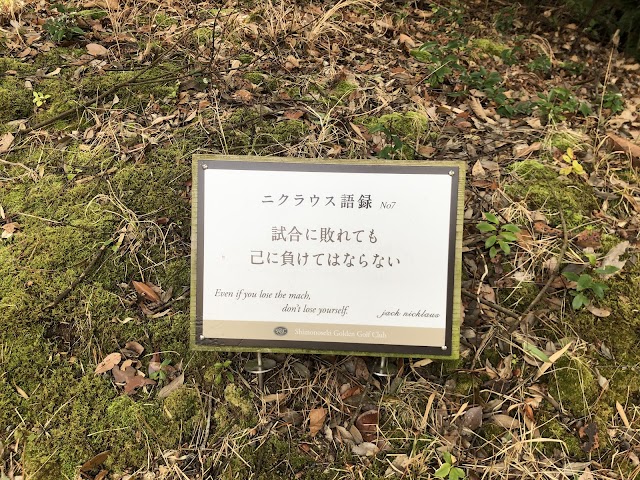 ニクラウス語録 No7
試合に敗れても
己に負けてはならない
Even if you lose the mach,
don't lose yourself.
jack nicklaus
Shimonoseki Golden Golf Club